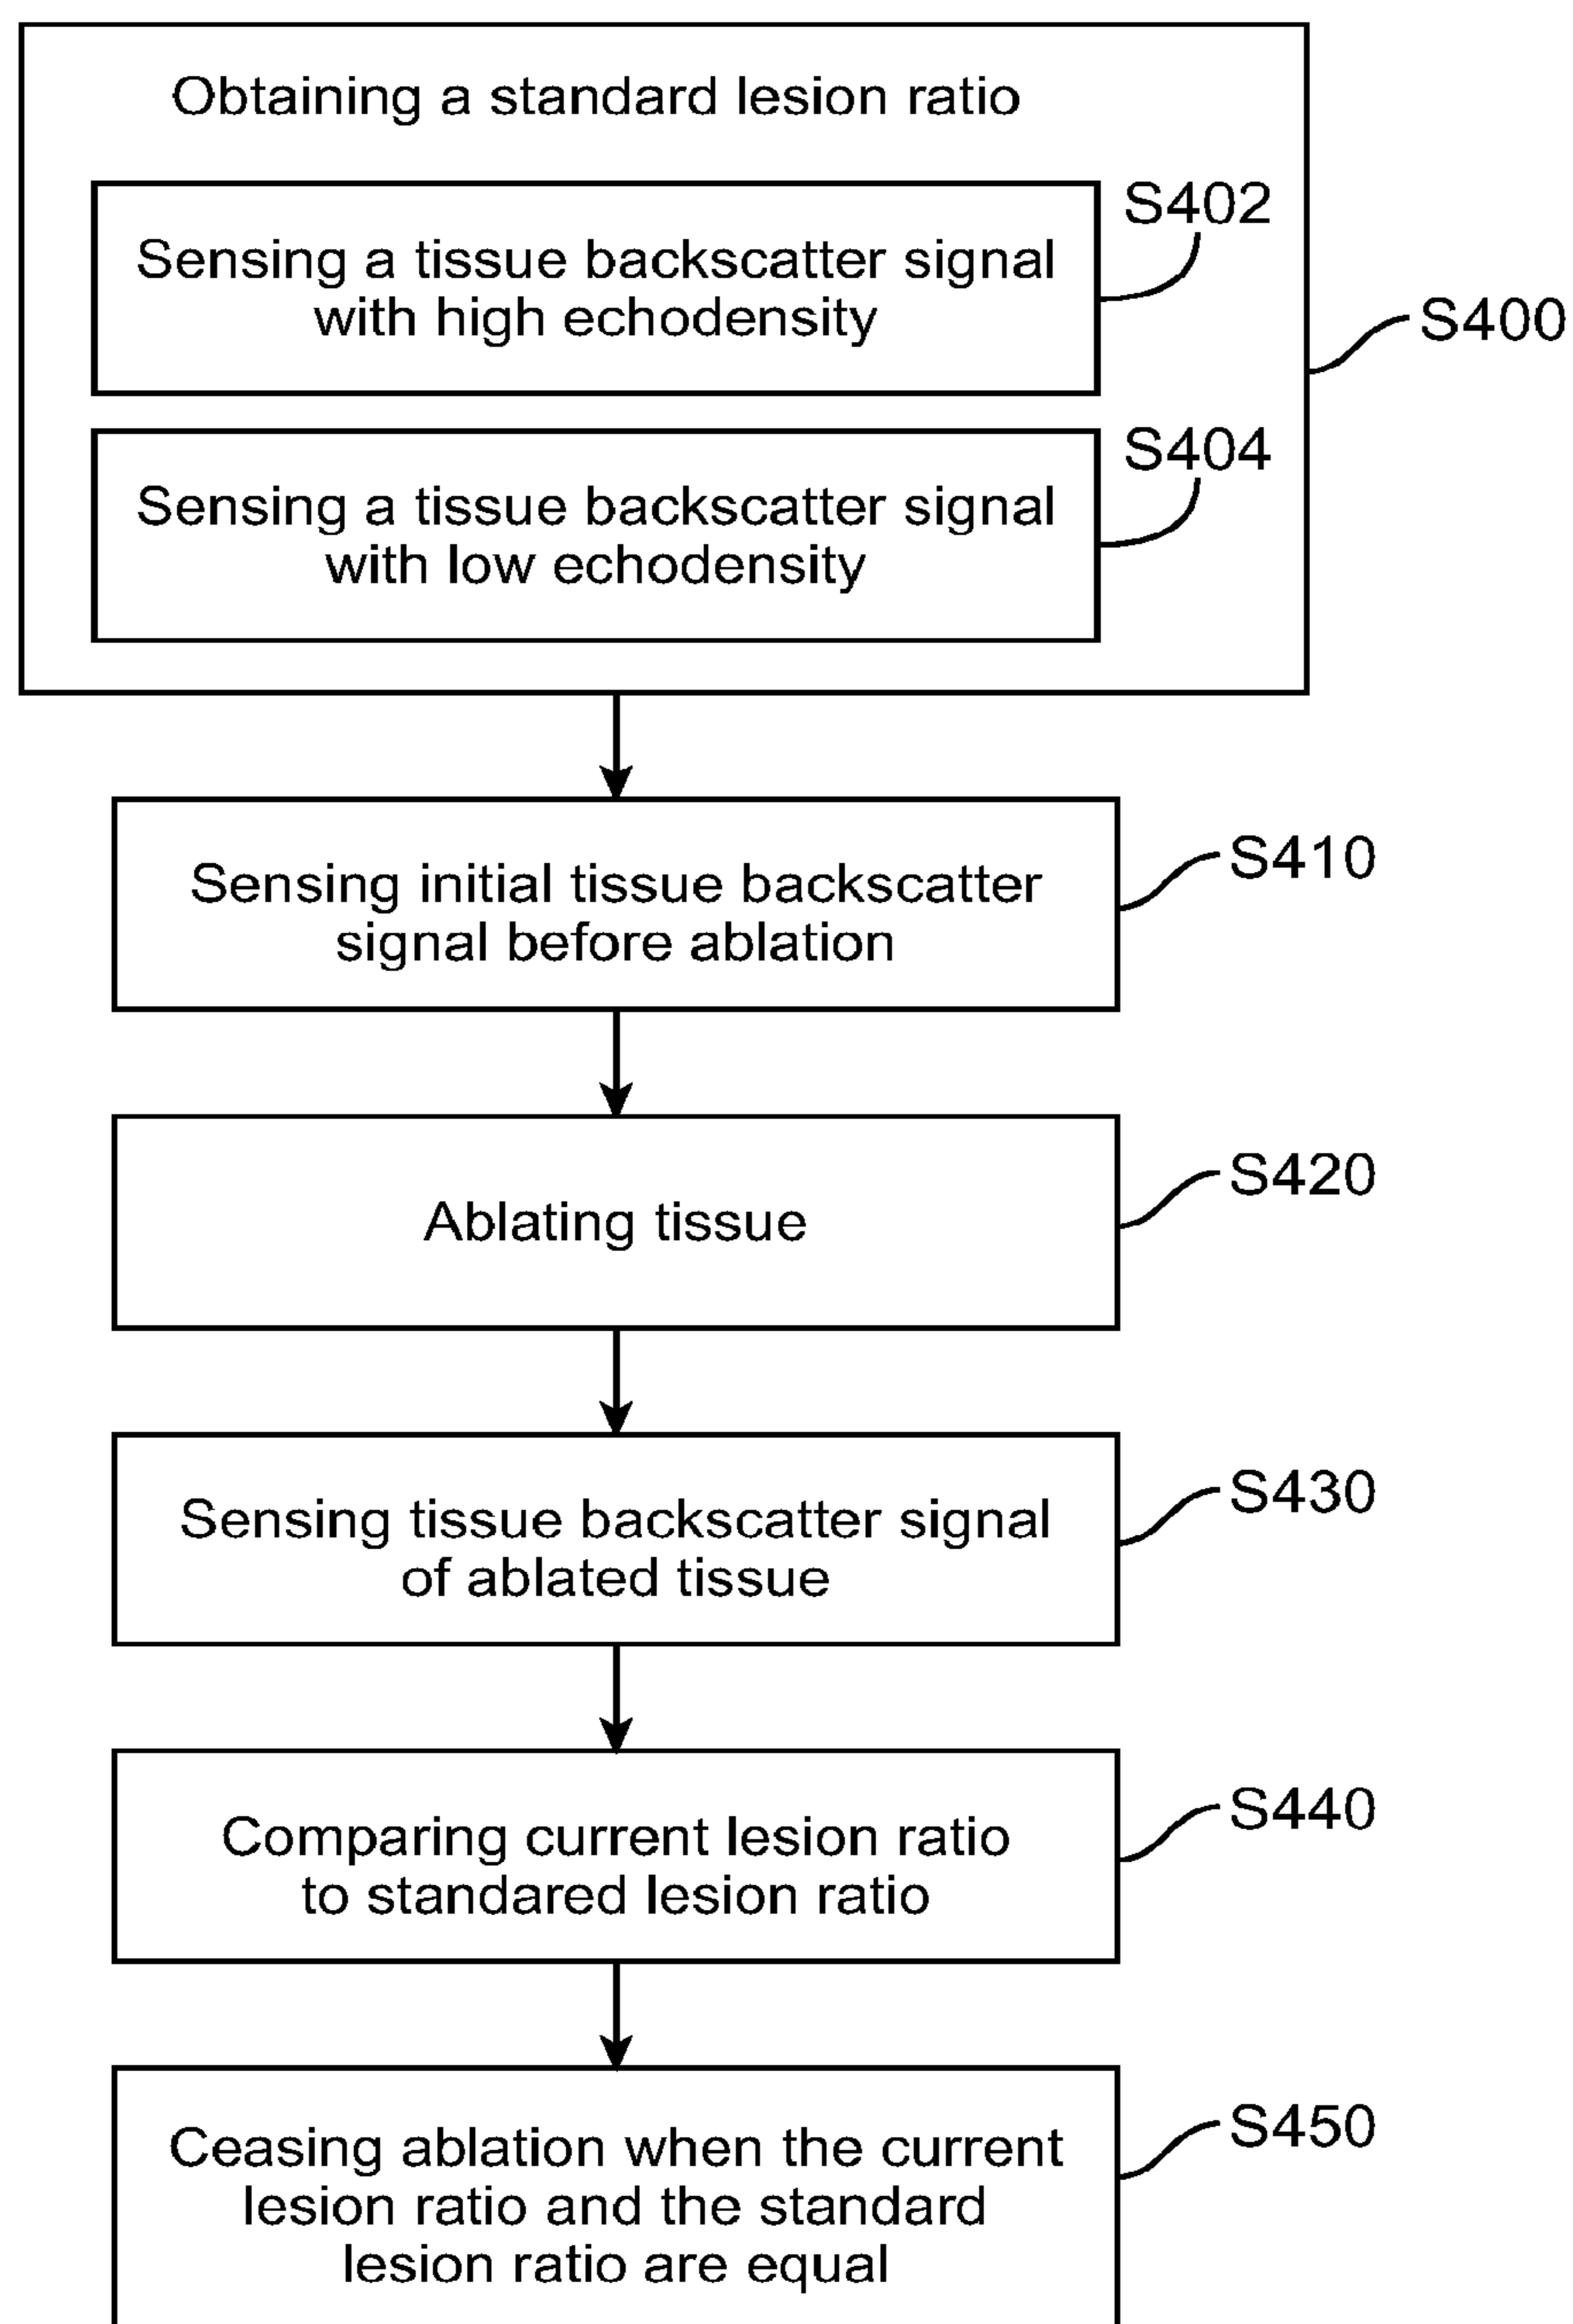 Obtaining a standard lesion ratio
S402
Sensing a tissue backscatter signal
with high echodensity
S400
S404
Sensing a tissue backscatter signal
with low echodensity
S410
Sensing initial tissue backscatter
signal before ablation
S420
Ablating tissue
S430
Sensing tissue backscatter signal
of ablated tissue
S440
Comparing current lesion ratio
to standared lesion ratio
S450
Ceasing ablation when the current
lesion ratio and the standard
lesion ratio are equal